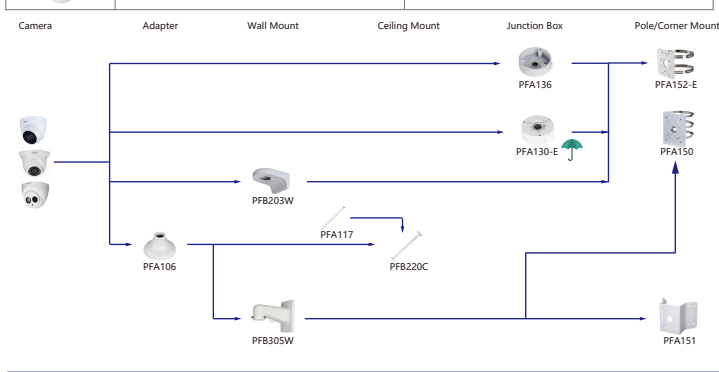 Camera
Adapter
Wall Mount
Ceiling Mount
Junction Box
Pole/Corner Mount
PFA136
PFA152-E
PFA130-E
PFA150
PFB203W
PFA117
PFA106
PFB220C
PFB305W
PFA151